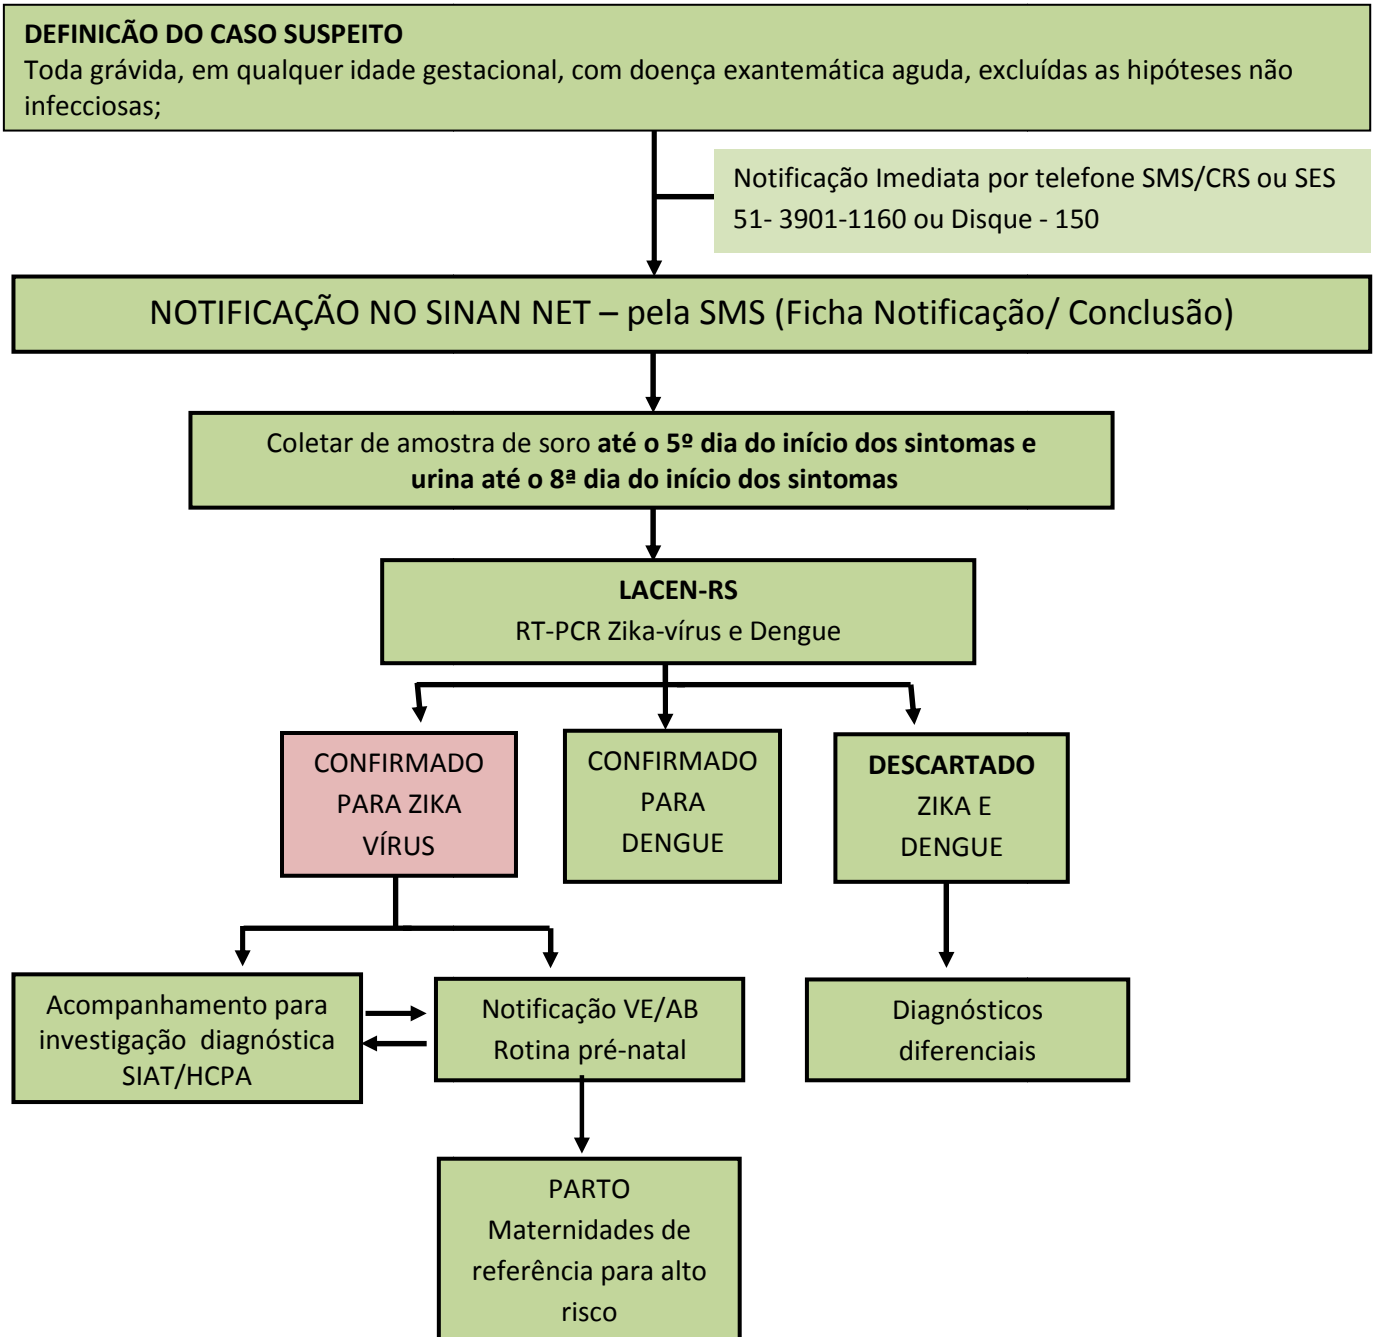 DEFINICÃO DO CASO SUSPEITO
Toda grávida, em qualquer idade gestacional, com doença exantemática aguda, excluídas as hipóteses não
infecciosas;
Notificação Imediata por telefone SMS/CRS ou SES
51- 3901-1160 ou Disque - 150
NOTIFICAÇÃO NO SINAN NET – pela SMS (Ficha Notificação/ Conclusão)
Coletar de amostra de soro até o 5º dia do início dos sintomas e
urina até o 8ª dia do início dos sintomas
LACEN-RS
RT-PCR Zika-vírus e Dengue
CONFIRMADO
PARA ZIKA
VÍRUS
CONFIRMADO
PARA
DENGUE
DESCARTADO
ZIKA E
DENGUE
Acompanhamento para
investigação diagnóstica
SIAT/HCPA
Notificação VE/AB
Rotina pré-natal
Diagnósticos
diferenciais
PARTO
Maternidades de
referência para alto
risco